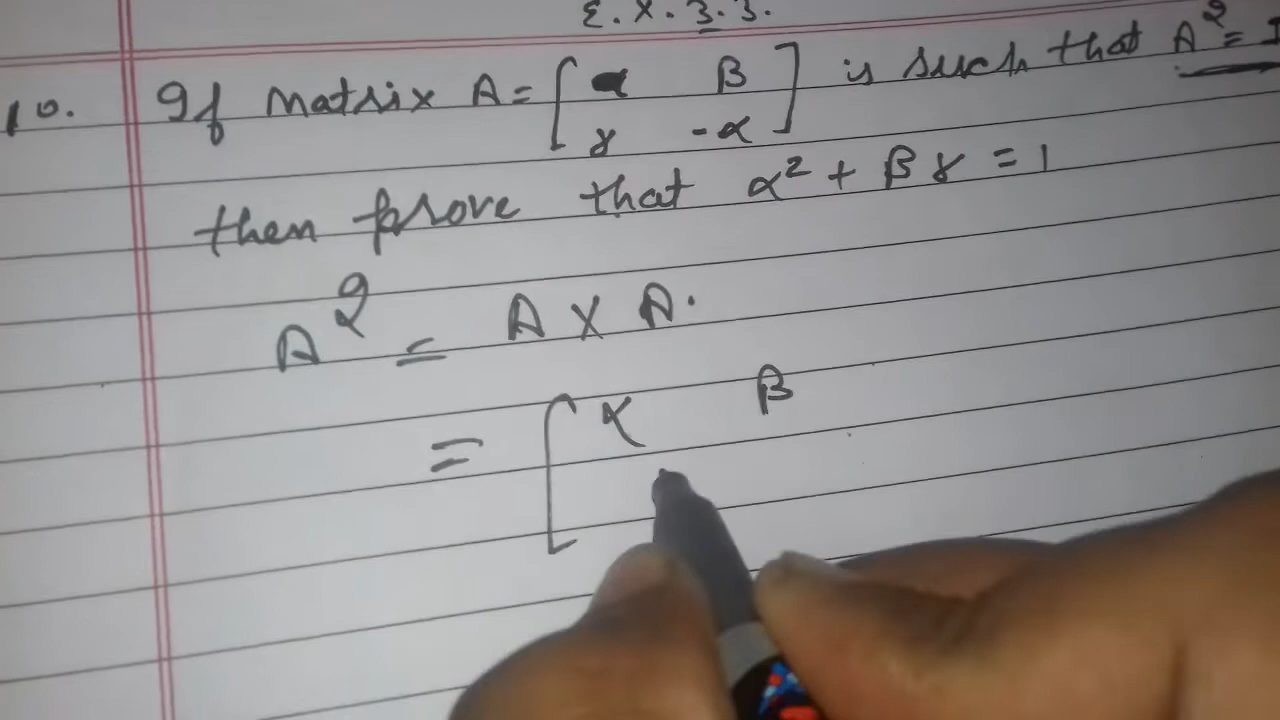 E.X.3.3.
10. If Matrix A = [α β] is such that A² = I
γ -α
then prove that α² + βγ = 1
A² = A X A.
= [α β